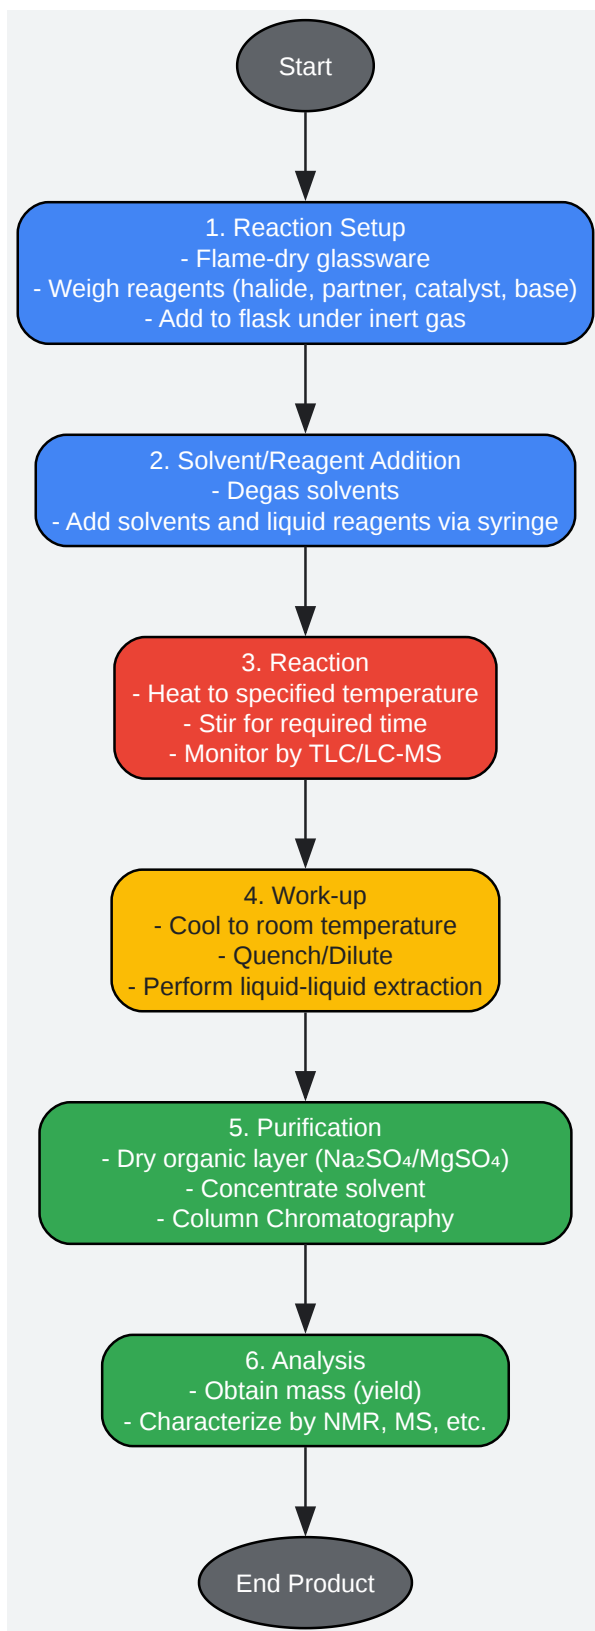 Start
1. Reaction Setup
- Flame-dry glassware
- Weigh reagents (halide, partner, catalyst, base)
- Add to flask under inert gas
2. Solvent/Reagent Addition
- Degas solvents
- Add solvents and liquid reagents via syringe
3. Reaction
- Heat to specified temperature
- Stir for required time
- Monitor by TLC/LC-MS
4. Work-up
- Cool to room temperature
- Quench/Dilute
- Perform liquid-liquid extraction
5. Purification
- Dry organic layer (Na₂SO₄/MgSO₄)
- Concentrate solvent
- Column Chromatography
6. Analysis
- Obtain mass (yield)
- Characterize by NMR, MS, etc.
End Product